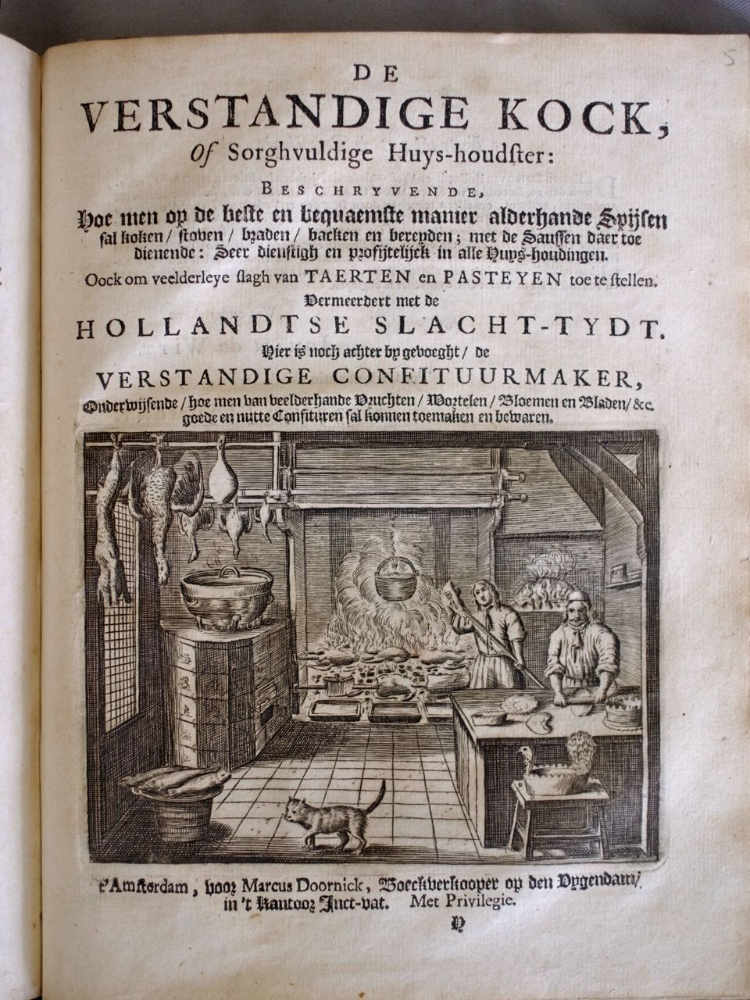 5
DE
VERSTANDIGE KOCK,
Of Sorghvuldige Huys-houdſter:
BESCHRYVENDE,
Hoe men op de beſte en bequaemſte manier alderhande Spijſen
ſal koken / ſtoven / braden / backen en bereyden; met de Sauſſen daer toe
dienende: Seer dienſtigh en profijtelijck in alle Huys-houdingen.
Oock om veelderleye ſlagh van TAERTEN en PASTEYEN toe te ſtellen.
Vermeerdert met de
HOLLANDTSE SLACHT-TYDT.
Hier is noch achter by gevoeght / de
VERSTANDIGE CONFITUURMAKER,
Onderwijſende / hoe men van veelderhande Vruchten / Wortelen / Bloemen en Bladen / &c.
goede en nutte Confituren ſal konnen toemaken en bewaren.
t'Amſterdam, voor Marcus Doornick, Boeckverkooper op den Vygendam /
in 't Kantoor Inct-vat. Met Privilegie.
H